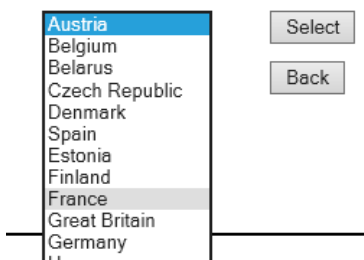 Austria
Belgium
Belarus
Czech Republic
Denmark
Spain
Estonia
Finland
France
Great Britain
Germany
Select
Back